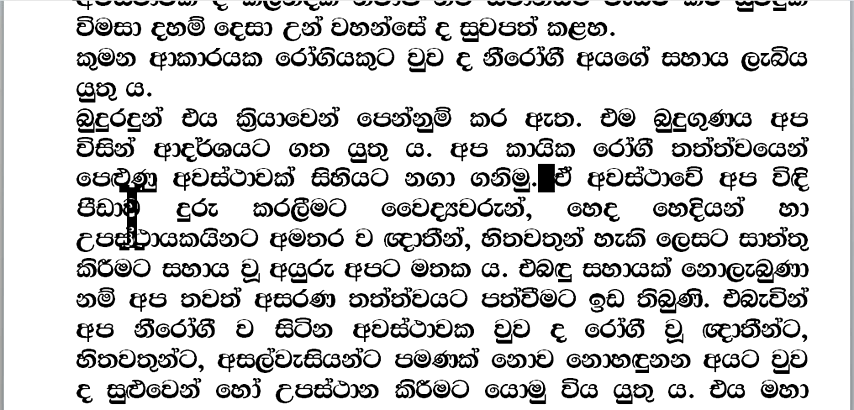 විමසා දහම් දෙසා උන් වහන්සේ ද සුවපත් කළහ.
කුමන ආකාරයක රෝගියකුට වුව ද නීරෝගී අයගේ සහාය ලැබිය
යුතු ය.
බුදුරදුන් එය ක්‍රියාවෙන් පෙන්නුම් කර ඇත. එම බුදුගුණය අප
විසින් ආදර්ශයට ගත යුතු ය. අප කායික රෝගී තත්ත්වයෙන්
පෙළුණු අවස්ථාවක් සිහියට නගා ගනිමු. ඒ අවස්ථාවේ අප විඳි
පීඩාව දුරු කරලීමට වෛද්‍යවරුන්, හෙද හෙදියන් හා
උපස්ථායකයිනට අමතර ව ඥාතීන්, හිතවතුන් හැකි ලෙසට සාත්තු
කිරීමට සහාය වූ අයුරු අපට මතක ය. එබඳු සහායක් නොලැබුණා
නම් අප තවත් අසරණ තත්ත්වයට පත්වීමට ඉඩ තිබුණි. එබැවින්
අප නීරෝගී ව සිටින අවස්ථාවක වුව ද රෝගී වූ ඥාතීන්ට,
හිතවතුන්ට, අසල්වැසියන්ට පමණක් නොව නොහඳුනන අයට වුව
ද සුළුවෙන් හෝ උපස්ථාන කිරීමට යොමු විය යුතු ය. එය මහා